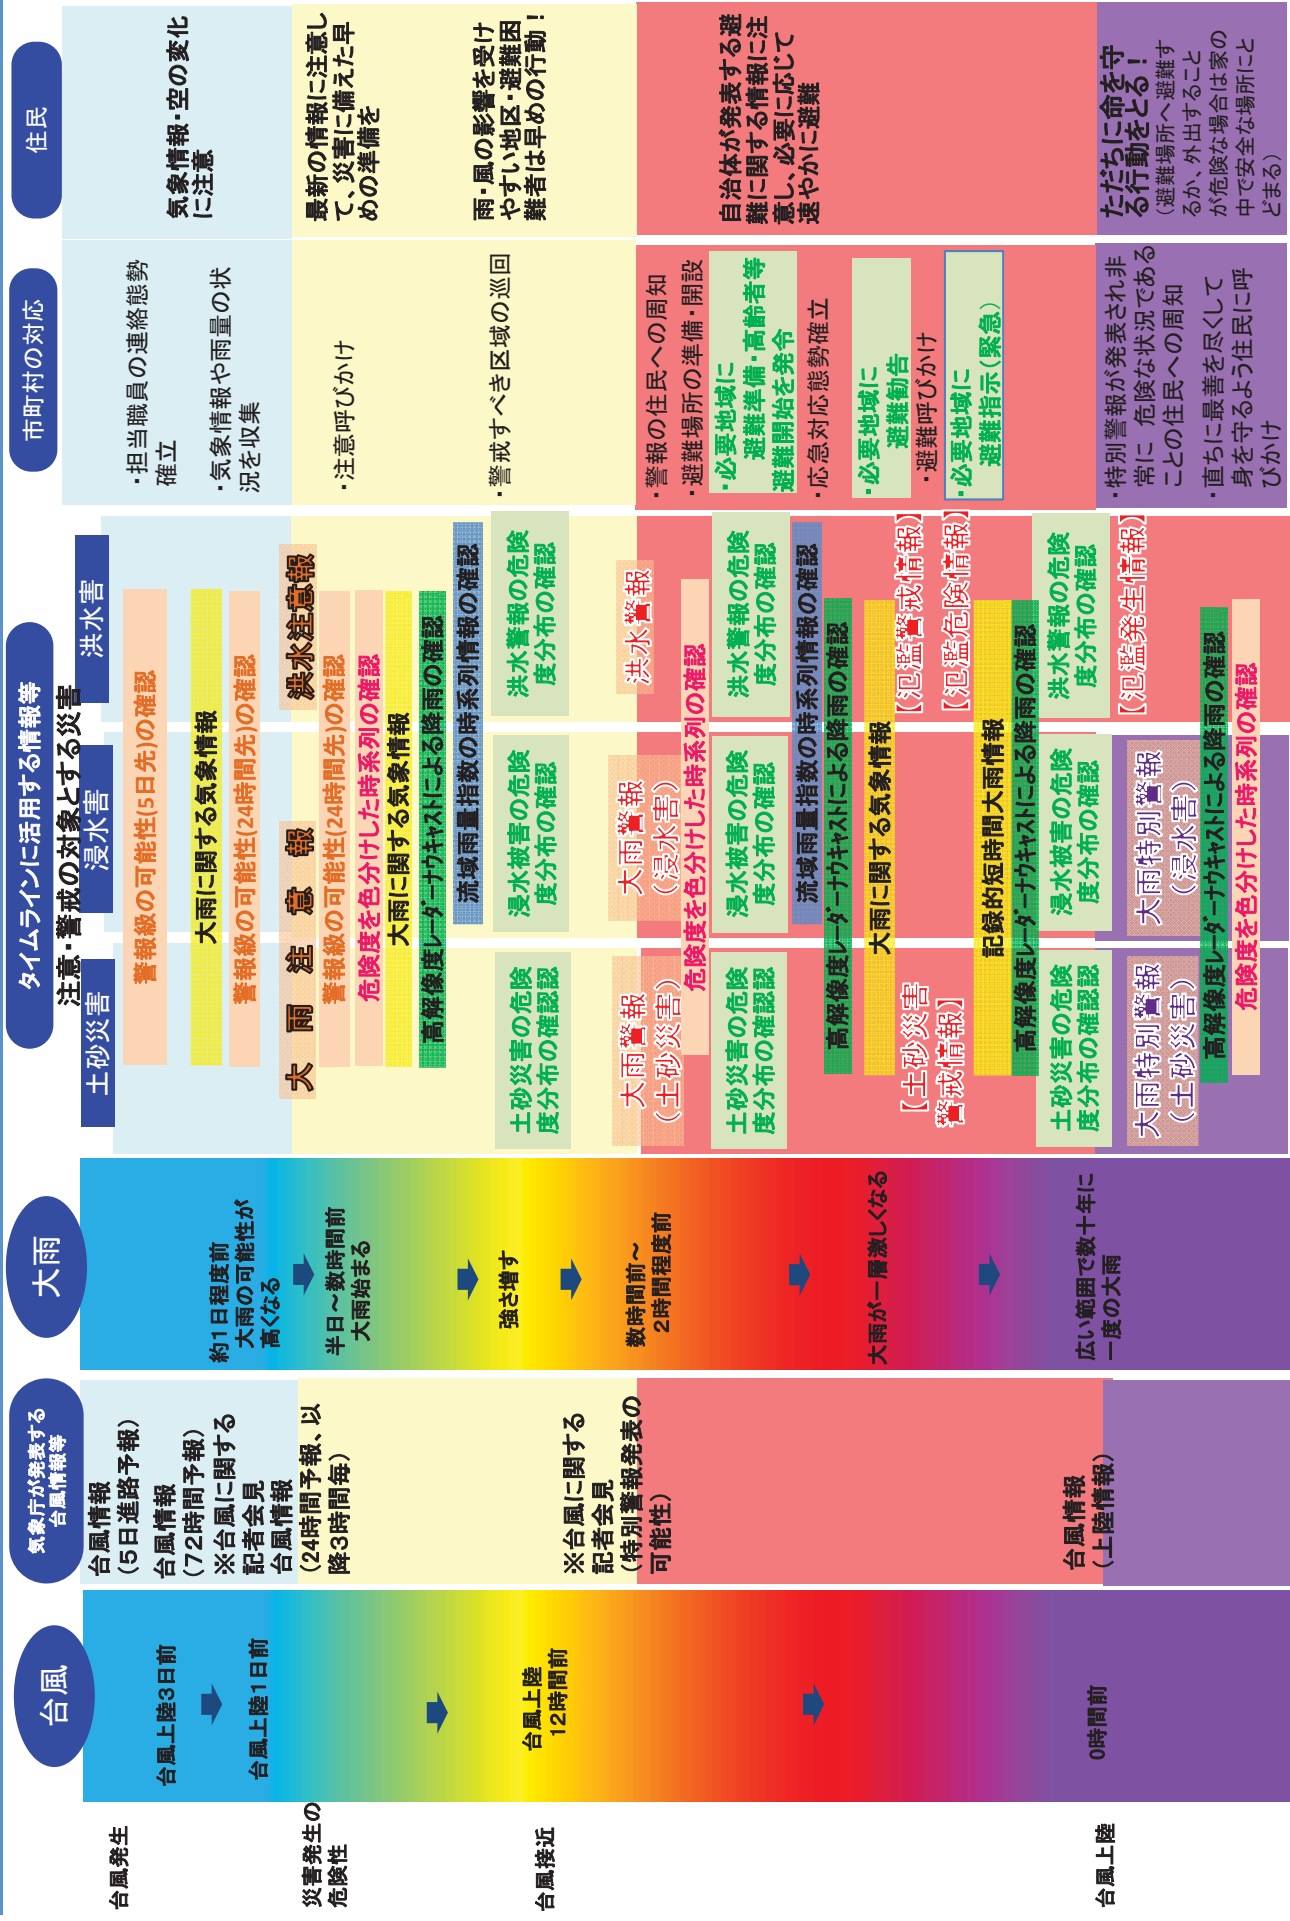 台風発生
災害発生の
危険性
台風接近
台風上陸
台風
台風上陸3日前
台風上陸1日前
台風上陸
12時間前
0時間前
気象庁が発表する
台風情報等
台風情報
(5日進路予報)
台風情報
(72時間予報)
※台風に関する
記者会見
台風情報
(24時間予報、以
降3時間毎)
※台風に関する
記者会見
(特別警報発表の
可能性)
台風情報
(上陸情報)
大雨
約1日程度前
大雨の可能性が
高くなる
半日～数時間前
大雨始まる
強さ増す
数時間前～
2時間程度前
大雨が一層激しくなる
広い範囲で数十年に
一度の大雨
タイムラインに活用する情報等
注意・警戒の対象とする災害
土砂災害
浸水害
洪水害
警報級の可能性(5日先)の確認
大雨に関する気象情報
警報級の可能性(24時間先)の確認
大 雨 注 意 報
洪水注意報
警報級の可能性(24時間先)の確認
危険度を色分けした時系列の確認
大雨に関する気象情報
高解像度レーダーナウキャストによる降雨の確認
流域雨量指数の時系列情報の確認
土砂災害の危険
度分布の確認認
浸水被害の危険
度分布の確認
洪水警報の危険
度分布の確認
大雨警報
(土砂災害)
大雨警報
(浸水害)
洪水警報
危険度を色分けした時系列の確認
土砂災害の危険
度分布の確認認
浸水被害の危険
度分布の確認
洪水警報の危険
度分布の確認
流域雨量指数の時系列情報の確認
高解像度レーダーナウキャストによる降雨の確認
大雨に関する気象情報
【土砂災害
警戒情報】
【氾濫警戒情報】
【氾濫危険情報】
記録的短時間大雨情報
高解像度レーダーナウキャストによる降雨の確認
土砂災害の危険
度分布の確認認
浸水被害の危険
度分布の確認
洪水警報の危険
度分布の確認
大雨特別警報
(土砂災害)
大雨特別警報
(浸水害)
【氾濫発生情報】
高解像度レーダーナウキャストによる降雨の確認
危険度を色分けした時系列の確認
市町村の対応
・担当職員の連絡態勢
確立
・気象情報や雨量の状
況を収集
・注意呼びかけ
・警戒すべき区域の巡回
・警報の住民への周知
・避難場所の準備・開設
・必要地域に
避難準備・高齢者等
避難開始を発令
・応急対応態勢確立
・必要地域に
避難勧告
・避難呼びかけ
・必要地域に
避難指示(緊急)
・特別警報が発表され非
常に 危険な状況である
ことの住民への周知
・直ちに最善を尽くして
身を守るよう住民に呼
びかけ
住民
気象情報・空の変化
に注意
最新の情報に注意し
て、災害に備えた早
めの準備を
雨・風の影響を受け
やすい地区・避難困
難者は早めの行動!
自治体が発表する避
難に関する情報に注
意し、必要に応じて
速やかに避難
ただちに命を守
る行動をとる!
(避難場所へ避難す
るか、外出すること
が危険な場合は家の
中で安全な場所にと
どまる)